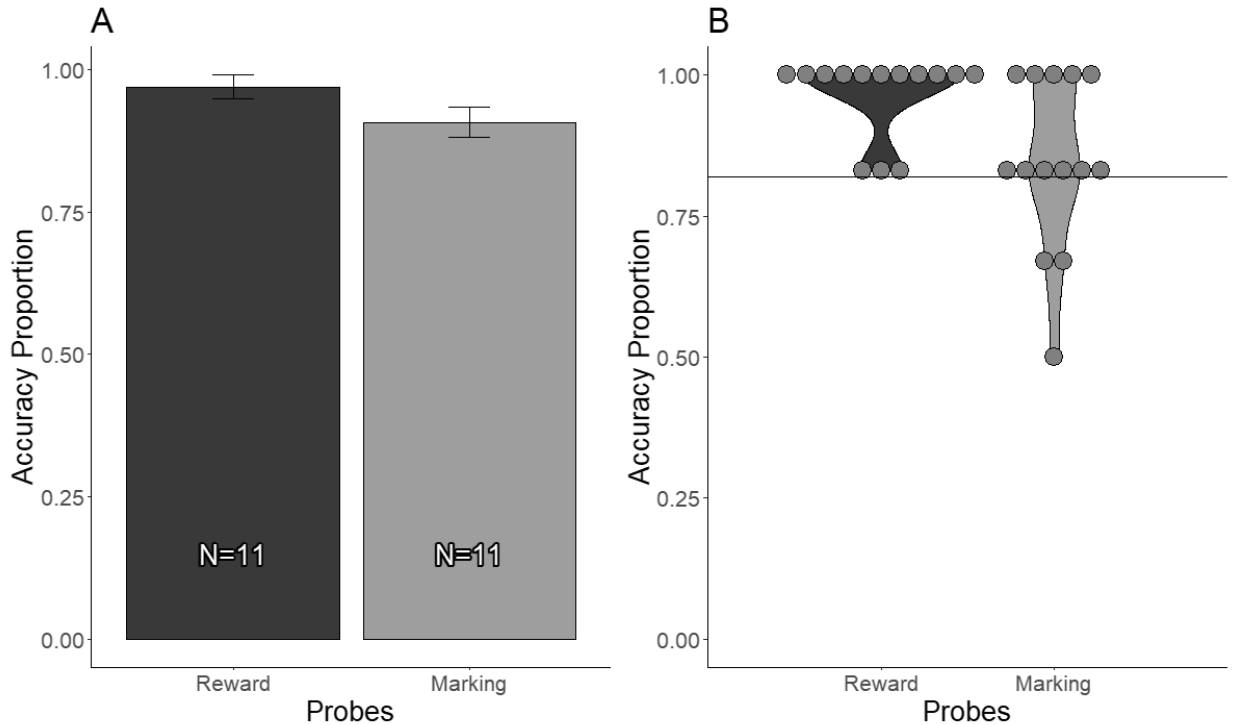 A
Accuracy Proportion
1.00
0.75
0.50
0.25
0.00
N=11
N=11
Reward
Marking
Probes
B
Accuracy Proportion
1.00
0.75
0.50
0.25
0.00
Reward
Marking
Probes